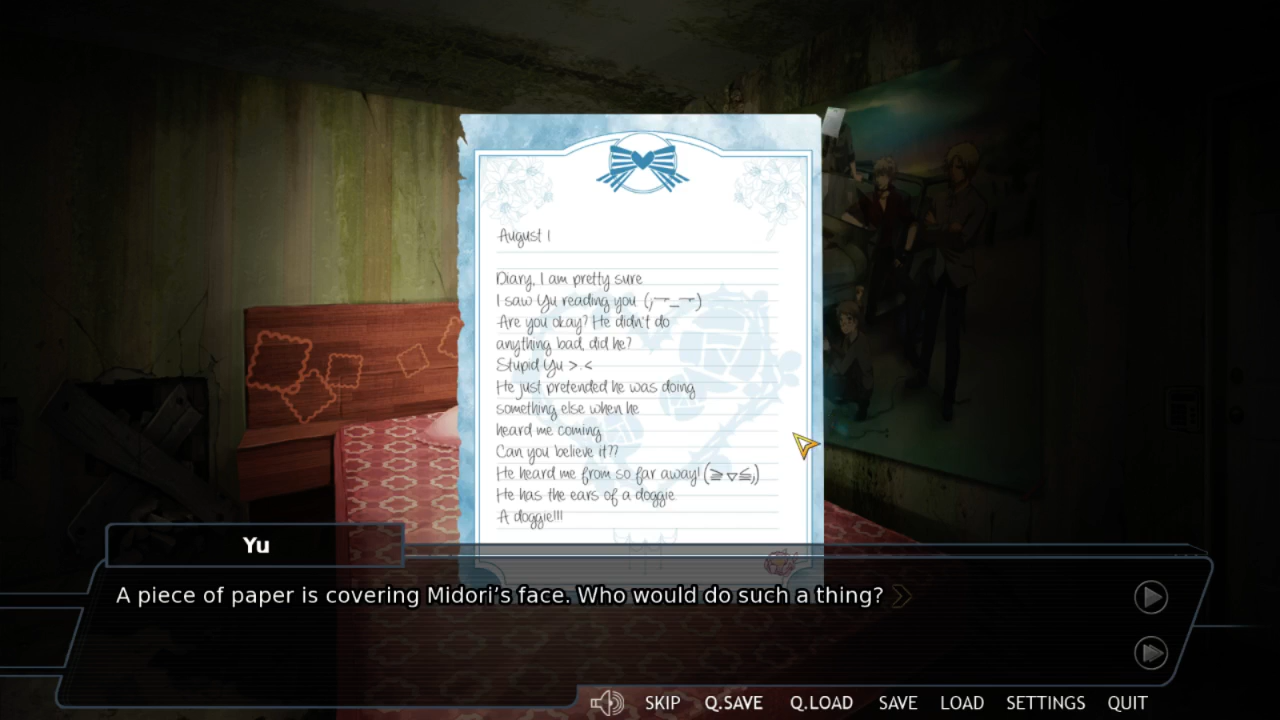 August 1
Diary, I am pretty sure
I saw Yu reading you (;¬_¬)
Are you okay? He didn't do
anything bad, did he?
Stupid Yu >.<
He just pretended he was doing
something else when he
heard me coming
Can you believe it??
He heard me from so far away! (≧▽≦;)
He has the ears of a doggie
A doggie!!!
Yu
A piece of paper is covering Midori's face. Who would do such a thing?
SKIP Q.SAVE Q.LOAD SAVE LOAD SETTINGS QUIT